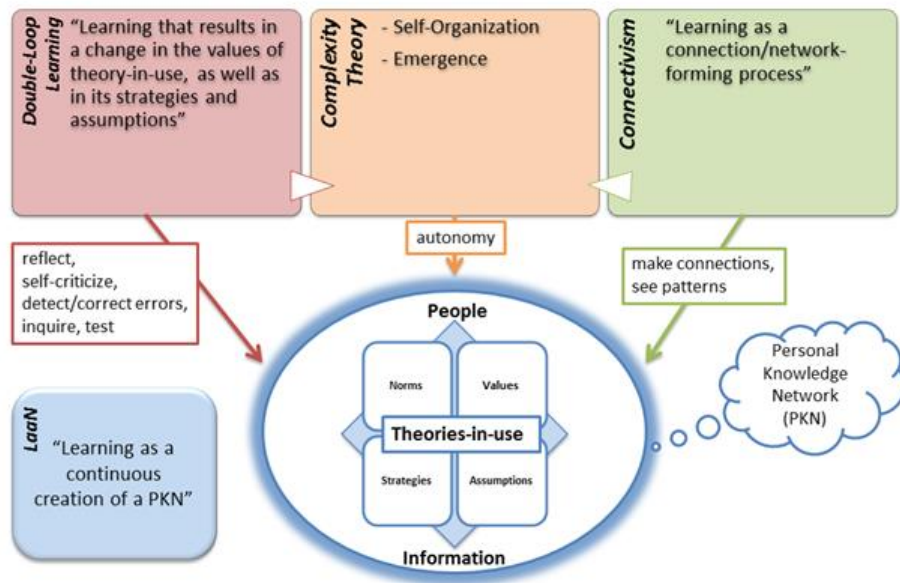 Double-Loop
Learning
“Learning that results in
a change in the values of
theory-in-use, as well as
in its strategies and
assumptions”
Complexity
Theory
- Self-Organization
- Emergence
Connectivism
“Learning as a
connection/network-
forming process”
reflect,
self-criticize,
detect/correct errors,
inquire, test
autonomy
make connections,
see patterns
People
Norms
Values
Theories-in-use
Strategies
Assumptions
Information
Personal
Knowledge
Network
(PKN)
LaaN
“Learning as a
continuous
creation of a PKN”